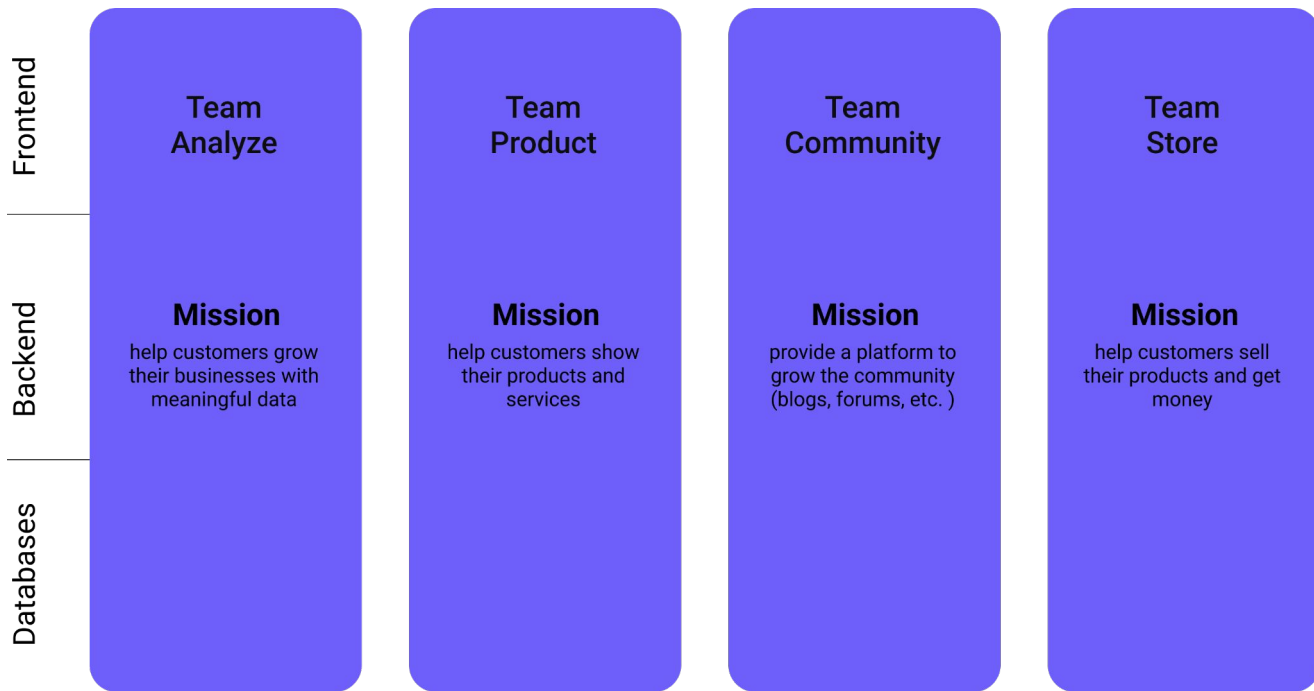 Frontend
Team
Analyze
Team
Product
Team
Community
Team
Store
Backend
Mission
help customers grow
their businesses with
meaningful data
Mission
help customers show
their products and
services
Mission
provide a platform to
grow the community
(blogs, forums, etc. )
Mission
help customers sell
their products and get
money
Databases